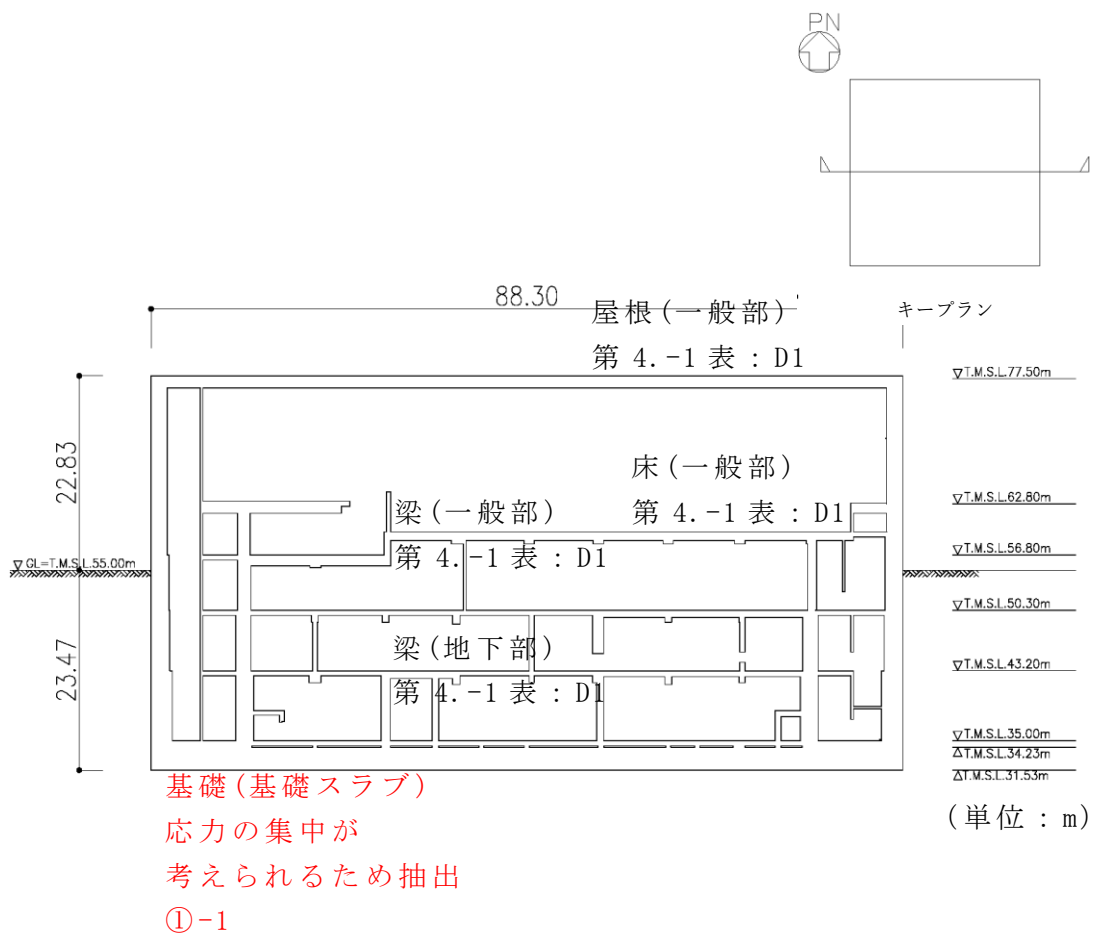 PN
88.30
屋根(一般部)
第 4.-1 表 : D1
キープラン
▽T.M.S.L.77.50m
22.83
床(一般部)
第 4.-1 表 : D1
▽T.M.S.L.62.80m
梁(一般部)
第 4.-1 表 : D1
▽T.M.S.L.56.80m
▽GL=T.M.S.L.55.00m
▽T.M.S.L.50.30m
23.47
梁(地下部)
第 4.-1 表 : D1
▽T.M.S.L.43.20m
▽T.M.S.L.35.00m
△T.M.S.L.34.23m
△T.M.S.L.31.53m
(単位 : m)
基礎(基礎スラブ)
応力の集中が
考えられるため抽出
①-1